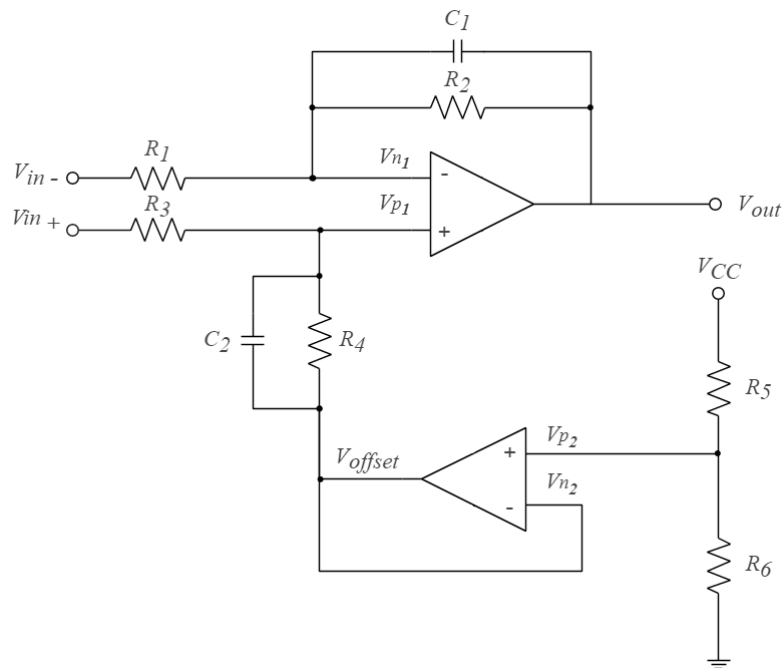 C1
R2
R1
Vn1
Vin -
Vp1
Vin +
R3
Vout
-
+
VCC
C2
R4
R5
Vp2
Voffset
+
Vn2
-
R6